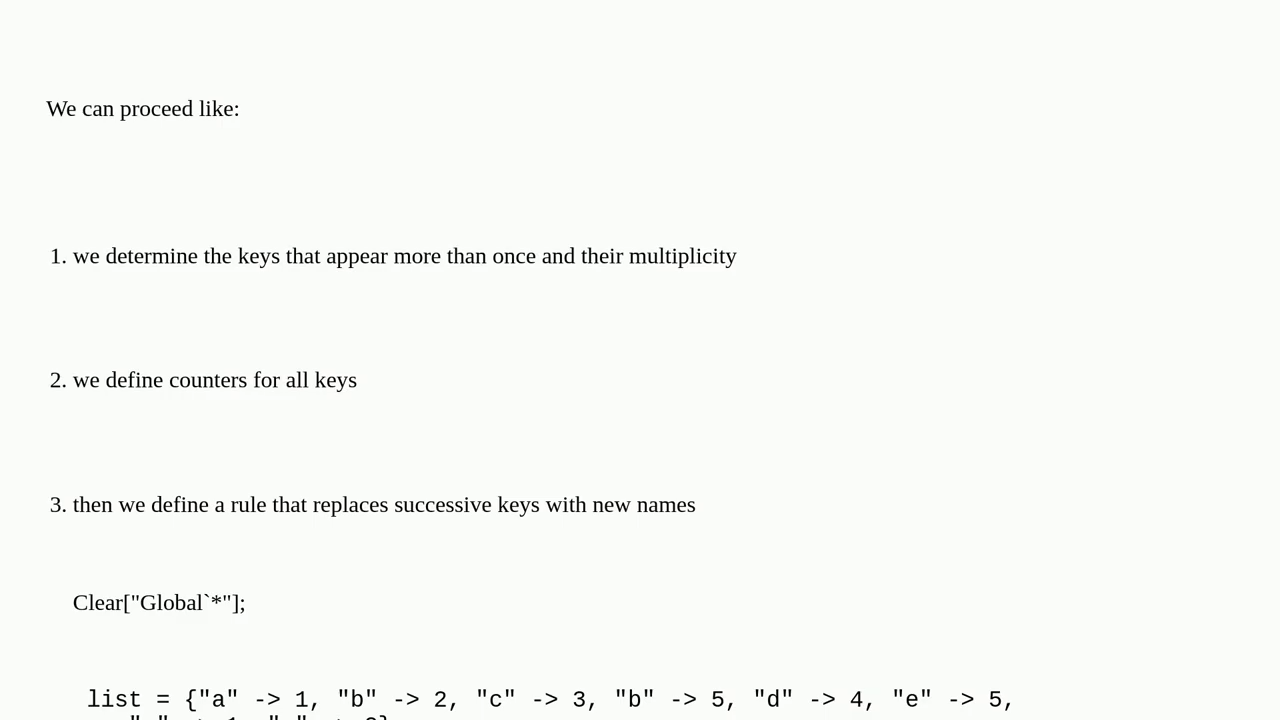 We can proceed like:
1. we determine the keys that appear more than once and their multiplicity
2. we define counters for all keys
3. then we define a rule that replaces successive keys with new names
Clear["Global`*"];
list = {"a" -> 1, "b" -> 2, "c" -> 3, "b" -> 5, "d" -> 4, "e" -> 5,